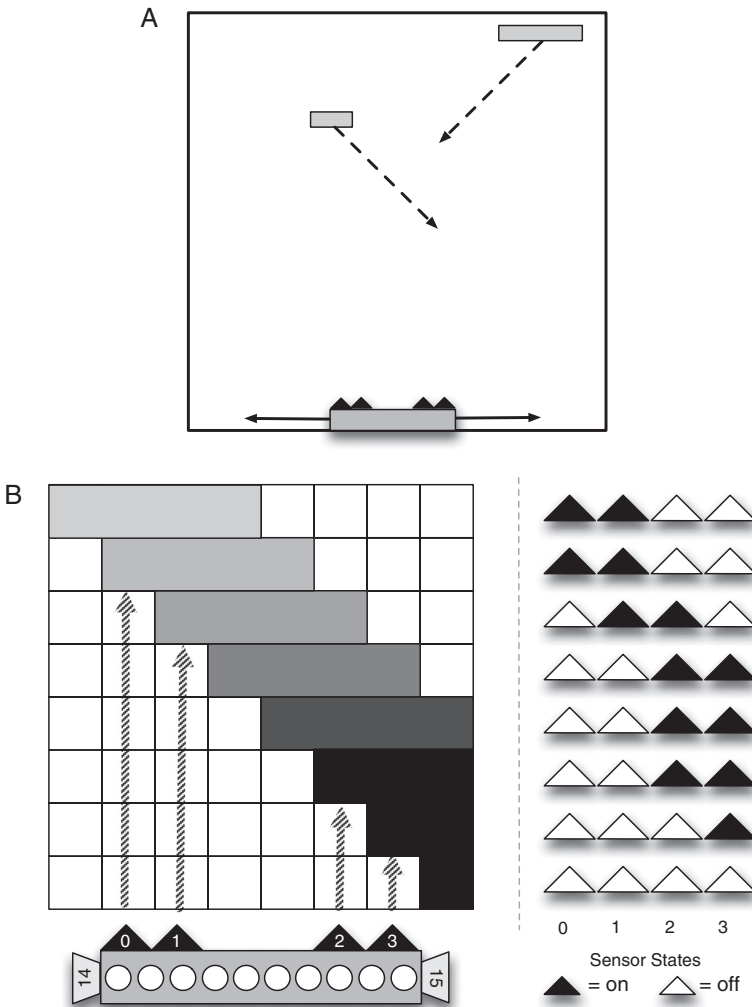 A
B
0 1 2 3
14 15
0 1 2 3
Sensor States
= on = off